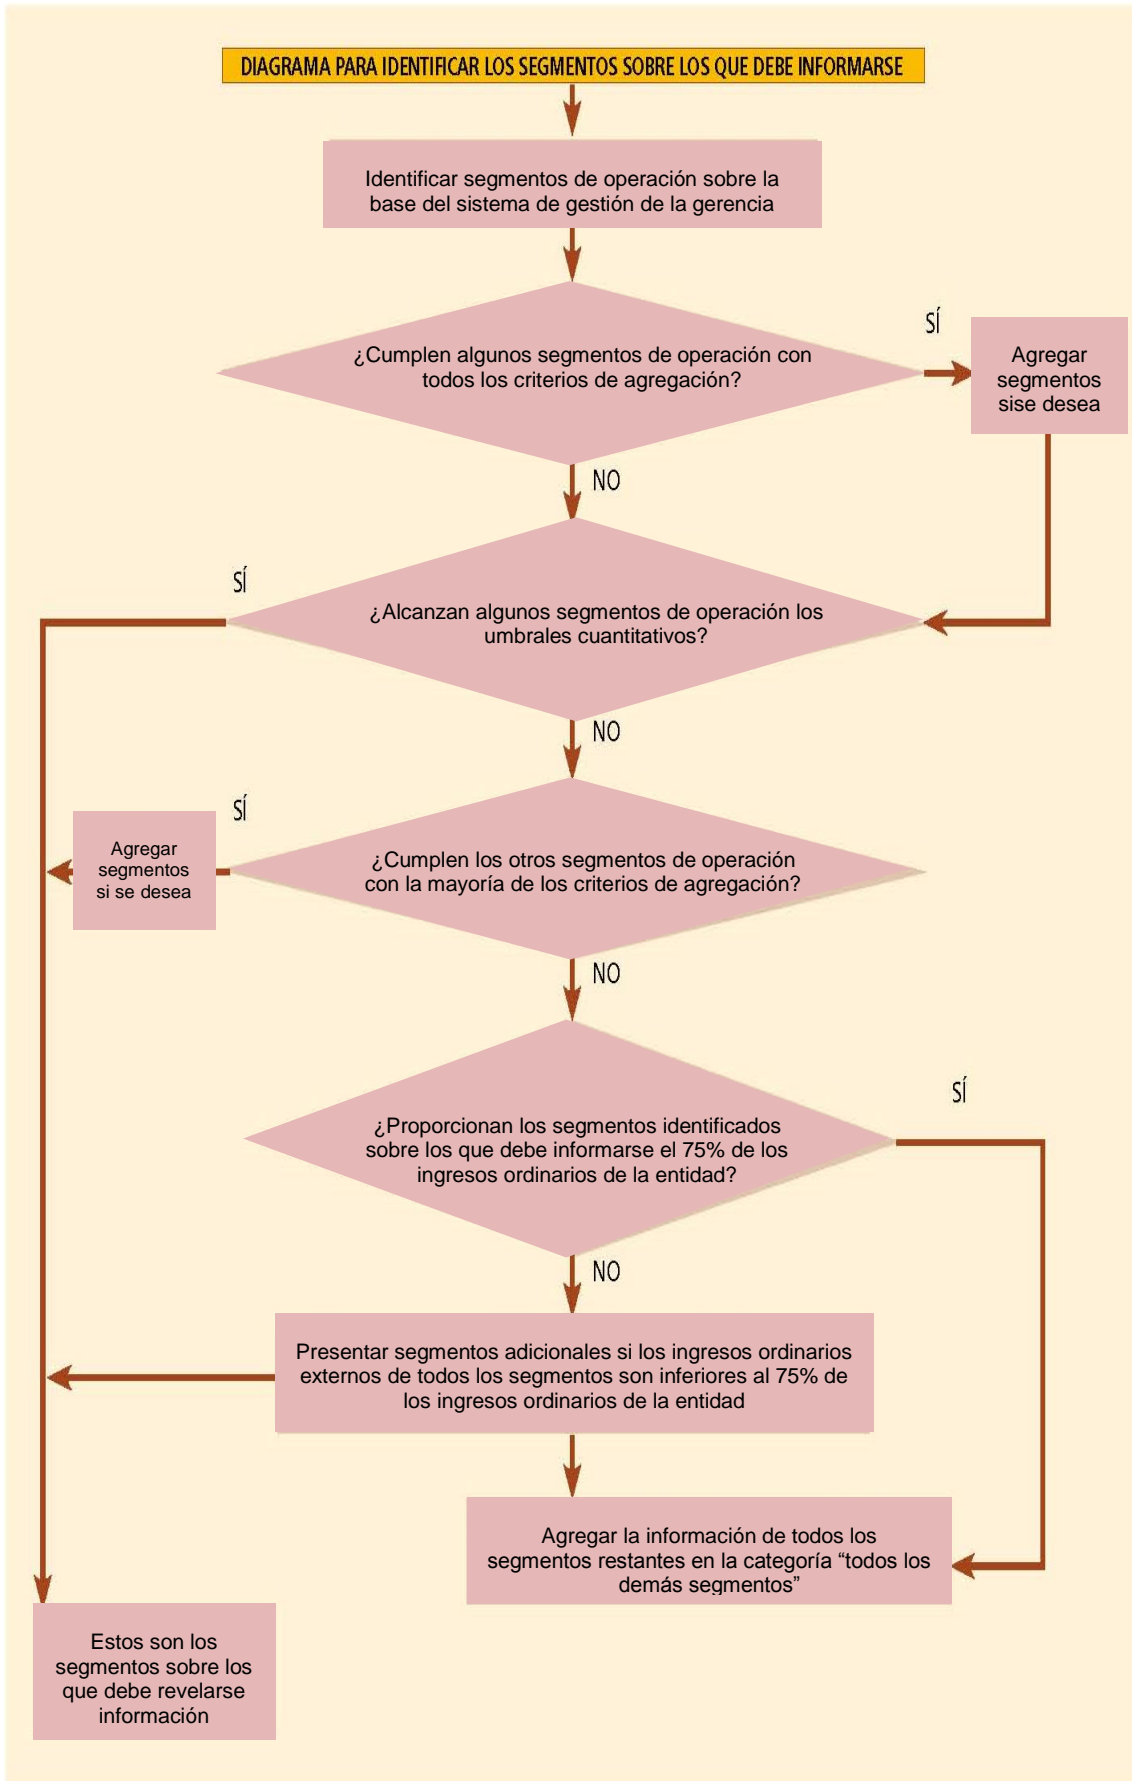 DIAGRAMA PARA IDENTIFICAR LOS SEGMENTOS SOBRE LOS QUE DEBE INFORMARSE
Identificar segmentos de operación sobre la
base del sistema de gestión de la gerencia
¿Cumplen algunos segmentos de operación con
todos los criterios de agregación?
SÍ
Agregar
segmentos
sise desea
NO
SÍ
¿Alcanzan algunos segmentos de operación los
umbrales cuantitativos?
NO
SÍ
Agregar
segmentos
si se desea
¿Cumplen los otros segmentos de operación
con la mayoría de los criterios de agregación?
NO
¿Proporcionan los segmentos identificados
sobre los que debe informarse el 75% de los
ingresos ordinarios de la entidad?
SÍ
NO
Presentar segmentos adicionales si los ingresos ordinarios
externos de todos los segmentos son inferiores al 75% de
los ingresos ordinarios de la entidad
Agregar la información de todos los
segmentos restantes en la categoría “todos los
demás segmentos”
Estos son los
segmentos sobre los
que debe revelarse
información